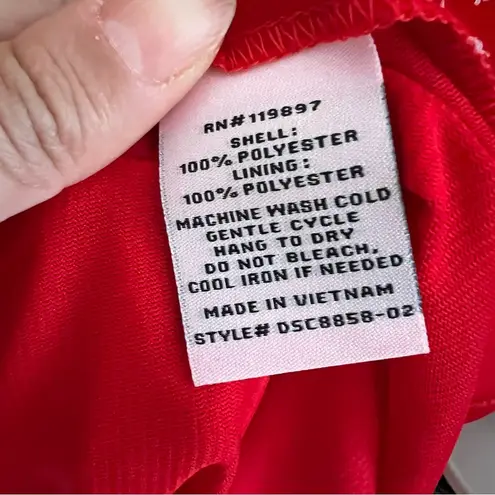 RN#119897
SHELL:
100% POLYESTER
LINING:
100% POLYESTER
MACHINE WASH COLD
GENTLE CYCLE
HANG TO DRY
DO NOT BLEACH,
COOL IRON IF NEEDED
MADE IN VIETNAM
STYLE# DSC8858-02